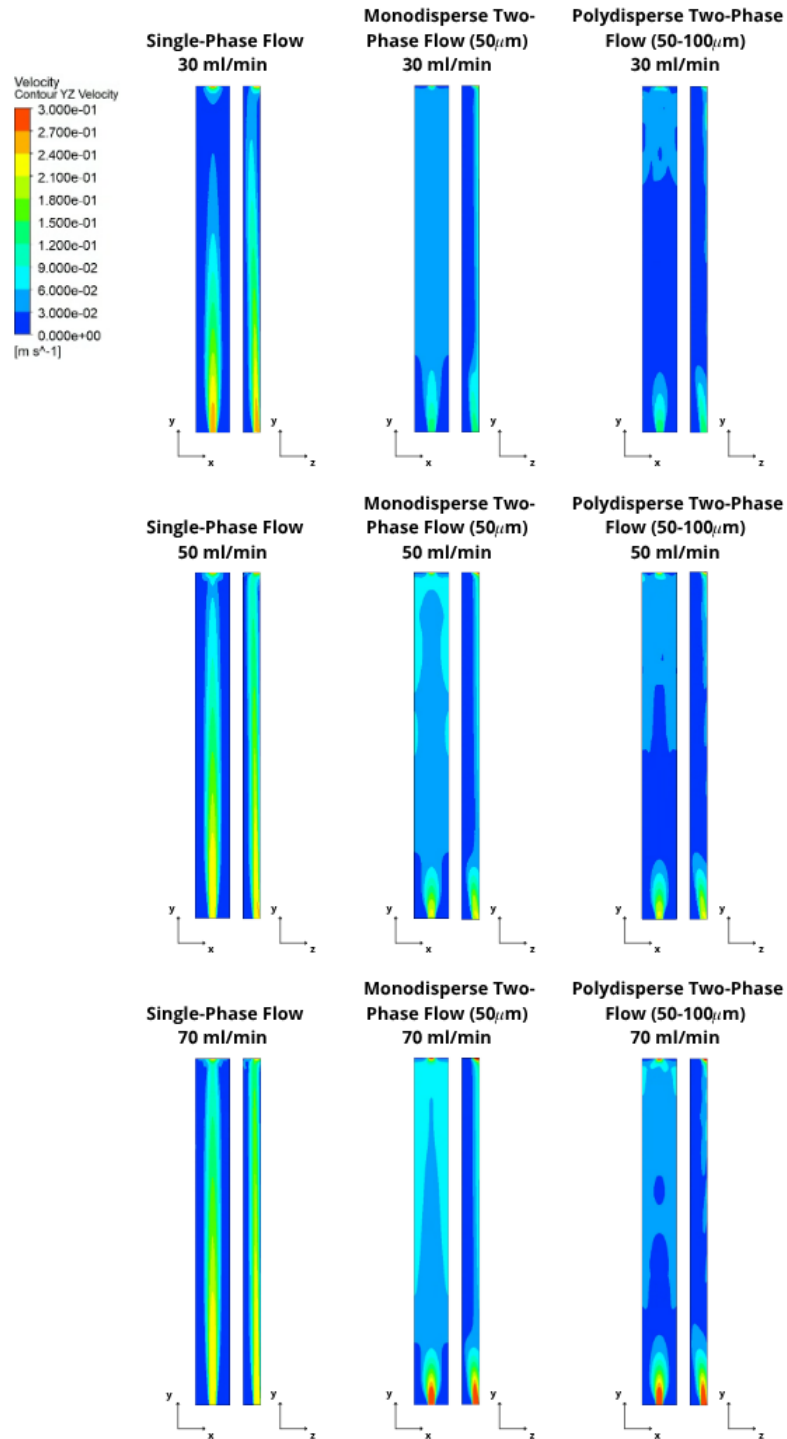 Single-Phase Flow
30 ml/min
Monodisperse Two-
Phase Flow (50μm)
30 ml/min
Polydisperse Two-Phase
Flow (50-100μm)
30 ml/min
Velocity
Contour YZ Velocity
3.000e-01
2.700e-01
2.400e-01
2.100e-01
1.800e-01
1.500e-01
1.200e-01
9.000e-02
6.000e-02
3.000e-02
0.000e+00
[m s^-1]
y
x
y
z
y
x
y
z
y
x
y
z
Single-Phase Flow
50 ml/min
Monodisperse Two-
Phase Flow (50μm)
50 ml/min
Polydisperse Two-Phase
Flow (50-100μm)
50 ml/min
y
x
y
z
y
x
y
z
y
x
y
z
Single-Phase Flow
70 ml/min
Monodisperse Two-
Phase Flow (50μm)
70 ml/min
Polydisperse Two-Phase
Flow (50-100μm)
70 ml/min
y
x
y
z
y
x
y
z
y
x
y
z